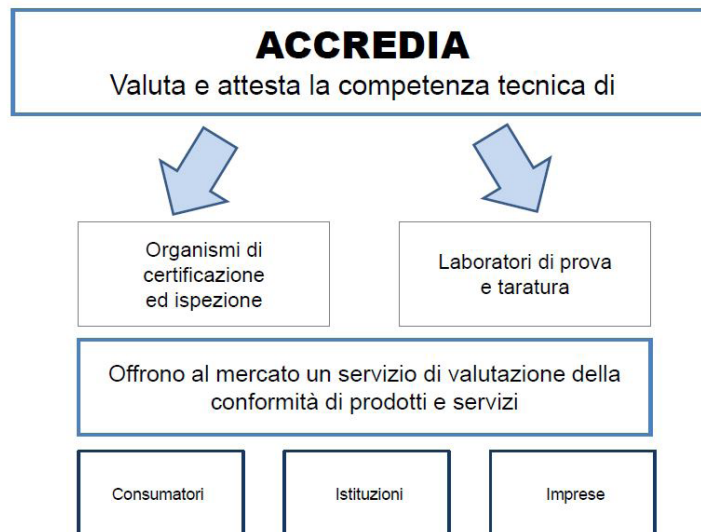 ACCREDIA
Valuta e attesta la competenza tecnica di
Organismi di
certificazione
ed ispezione
Laboratori di prova
e taratura
Offrono al mercato un servizio di valutazione della
conformità di prodotti e servizi
Consumatori
Istituzioni
Imprese